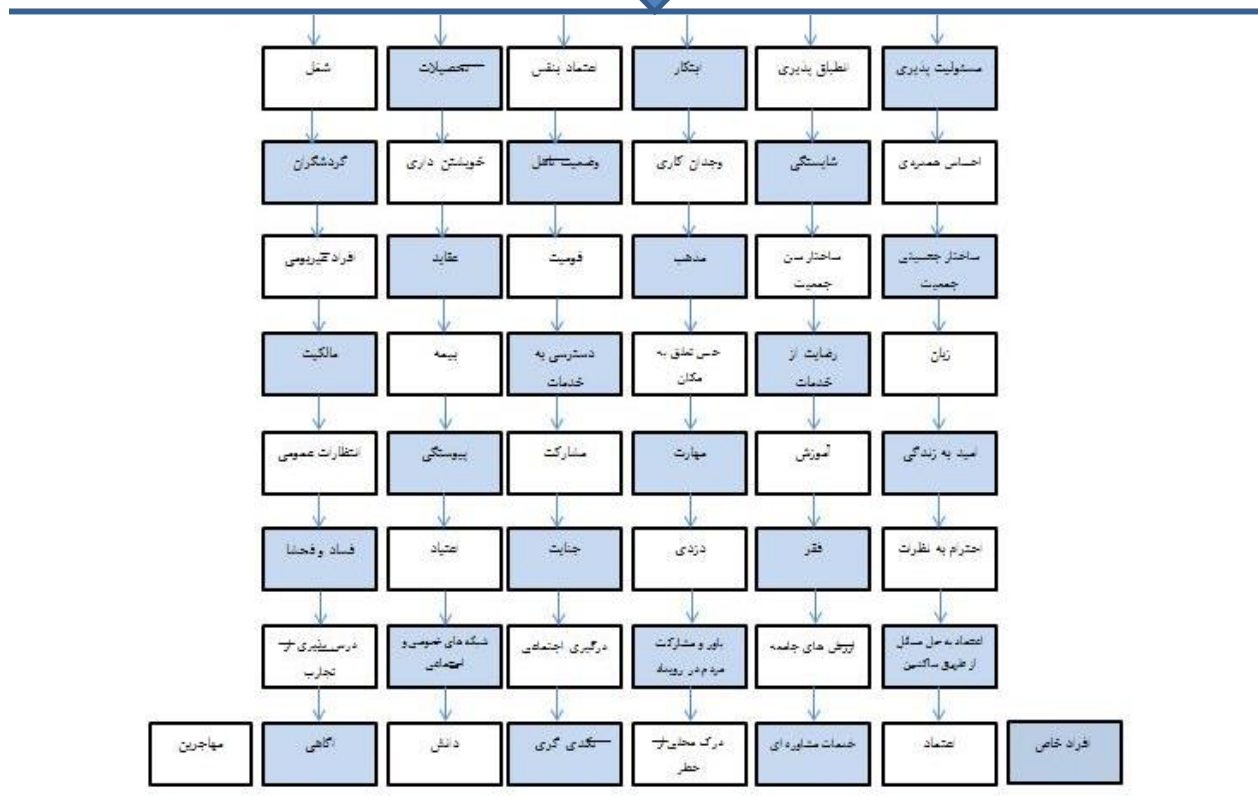 مسئولیت پذیری
انطباق پذیری
ابتکار
اعتماد بنفس
تحصیلات
شغل
احساس همدردی
شایستگی
وجدان کاری
وضعیت تاهل
خویشتن داری
گردشگران
ساختار جنسیتی
جمعیت
ساختار سن
جمعیت
مذهب
قومیت
عقاید
افراد غیربومی
زبان
رضایت از
خدمات
حس تعلق به
مکان
دسترسی به
خدمات
بیمه
مالکیت
امید به زندگی
آموزش
مهارت
مشارکت
پیوستگی
انتظارات عمومی
احترام به نظرات
فقر
دزدی
جنایت
اعتیاد
فساد و فحشا
اعتماد به حل مسائل
از طریق ساکنین
ارزش های جامعه
باور و مشارکت
مردم در رویداد
درگیری اجتماعی
شبکه های خصوصی و
اجتماعی
درس پذیری از
تجارب
افراد خاص
اعتماد
خدمات مشاوره ای
درک محلی از
خطر
تکدی گری
دانش
آگاهی
مهاجرین